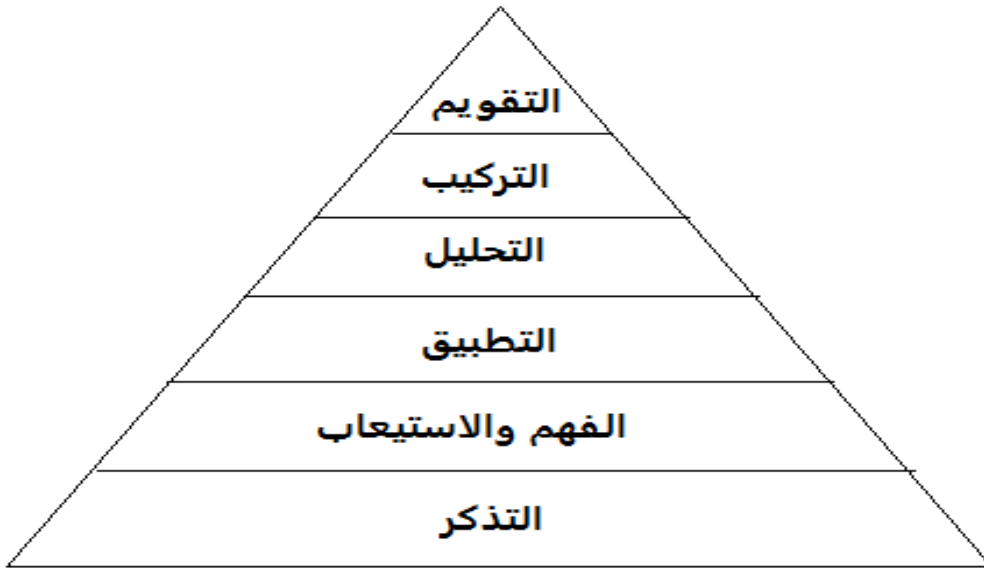 التقويم
التركيب
التحليل
التطبيق
الفهم والاستيعاب
التذكر